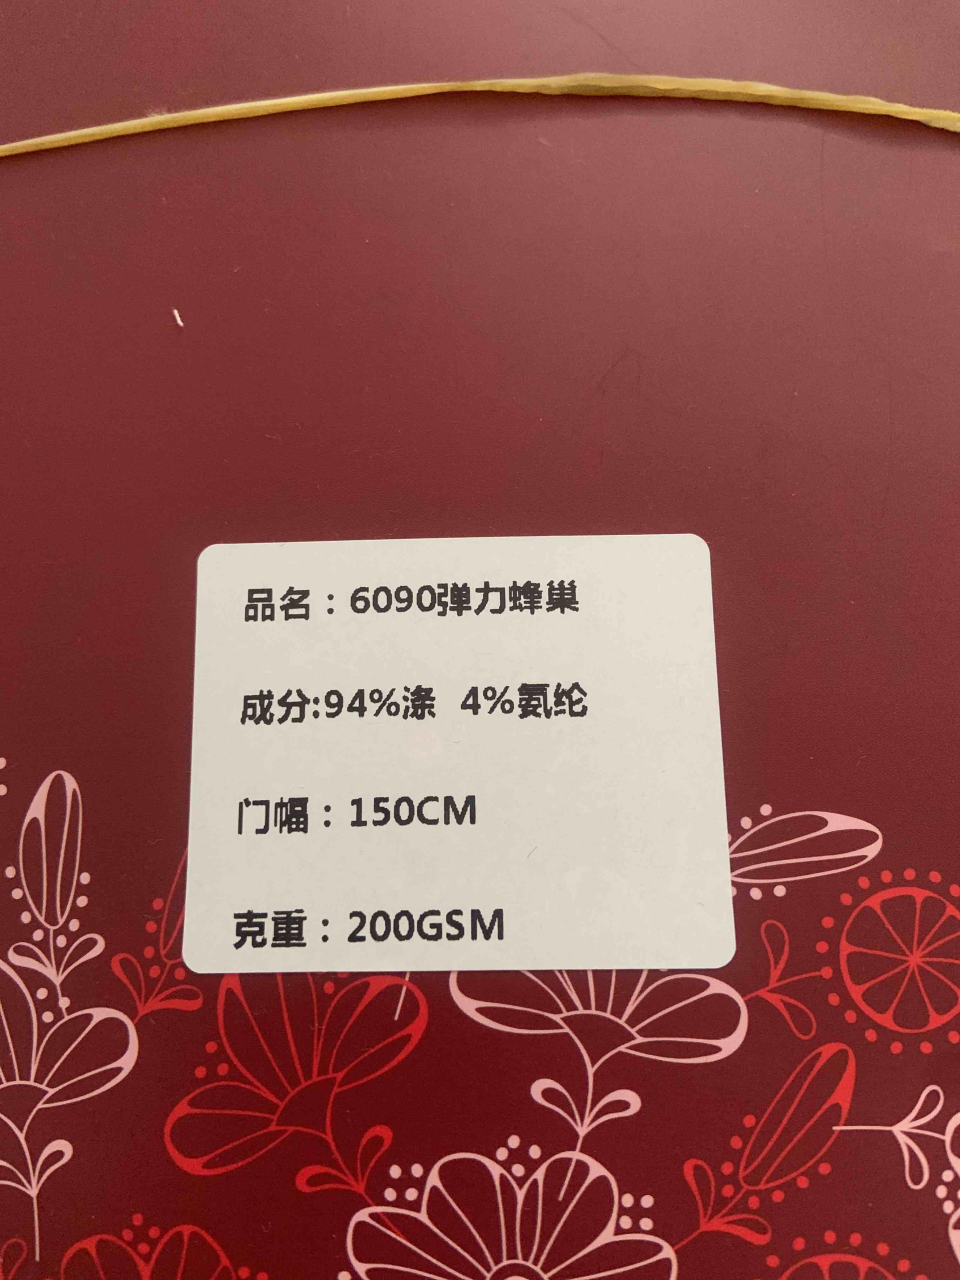 品名：6090弹力蜂巢
成分:94%涤 4%氨纶
门幅：150CM
克重：200GSM